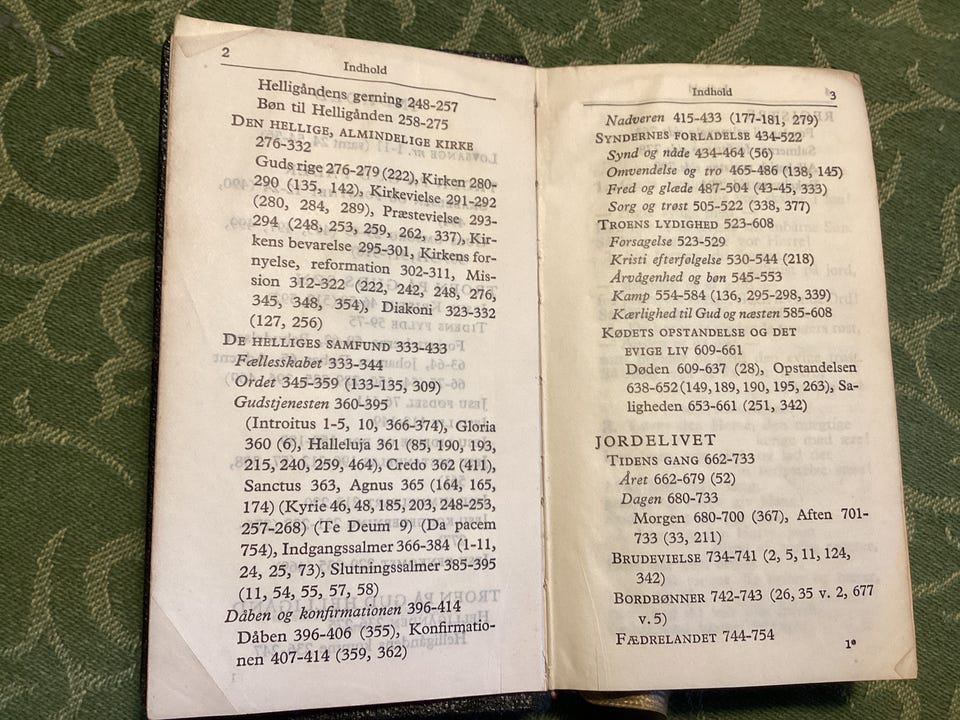 2
Indhold
Helligåndens gerning 248-257
Bøn til Helligånden 258-275
DEN HELLIGE, ALMINDELIGE KIRKE
276-332
Guds rige 276-279 (222), Kirken 280-
290 (135, 142), Kirkevielse 291-292
(280, 284, 289), Præstevielse 293-
294 (248, 253, 259, 262, 337), Kir-
kens bevarelse 295-301, Kirkens for-
nyelse, reformation 302-311, Mis-
sion 312-322 (222, 242, 248, 276,
345, 348, 354), Diakoni 323-332
(127, 256)
DE HELLIGES SAMFUND 333-433
Fællesskabet 333-344
Ordet 345-359 (133-135, 309)
Gudstjenesten 360-395
(Introitus 1-5, 10, 366-374), Gloria
360 (6), Halleluja 361 (85, 190, 193,
215, 240, 259, 464), Credo 362 (411),
Sanctus 363, Agnus 365 (164, 165,
174) (Kyrie 46, 48, 185, 203, 248-253,
257-268) (Te Deum 9) (Da pacem
754), Indgangssalmer 366-384 (1-11,
24, 25, 73), Slutningssalmer 385-395
(11, 54, 55, 57, 58)
Dåben og konfirmationen 396-414
Dåben 396-406 (355), Konfirmatio-
nen 407-414 (359, 362)
Indhold
3
Nadveren 415-433 (177-181, 279)
SYNDERNES FORLADELSE 434-522
Synd og nåde 434-464 (56)
Omvendelse og tro 465-486 (138, 145)
Fred og glæde 487-504 (43-45, 333)
Sorg og trøst 505-522 (338, 377)
TROENS LYDIGHED 523-608
Forsagelse 523-529
Kristi efterfølgelse 530-544 (218)
Årvågenhed og bøn 545-553
Kamp 554-584 (136, 295-298, 339)
Kærlighed til Gud og næsten 585-608
KØDETS OPSTANDELSE OG DET
EVIGE LIV 609-661
Døden 609-637 (28), Opstandelsen
638-652 (149, 189, 190, 195, 263), Sa-
ligheden 653-661 (251, 342)
JORDELIVET
TIDENS GANG 662-733
Året 662-679 (52)
Dagen 680-733
Morgen 680-700 (367), Aften 701-
733 (33, 211)
BRUDEVIELSE 734-741 (2, 5, 11, 124,
342)
BORDBØNNER 742-743 (26, 35 v. 2, 677
v. 5)
FÆDRELANDET 744-754
1*